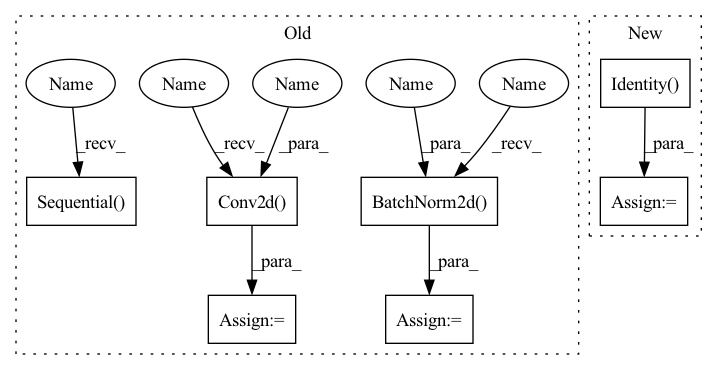 Old
New
Name
Name
Name
Name
Name
Identity()
_recv_
_recv_
_para_
_para_
_recv_
_para_
Sequential()
Conv2d()
BatchNorm2d()
Assign:=
_para_
_para_
Assign:=
Assign:=